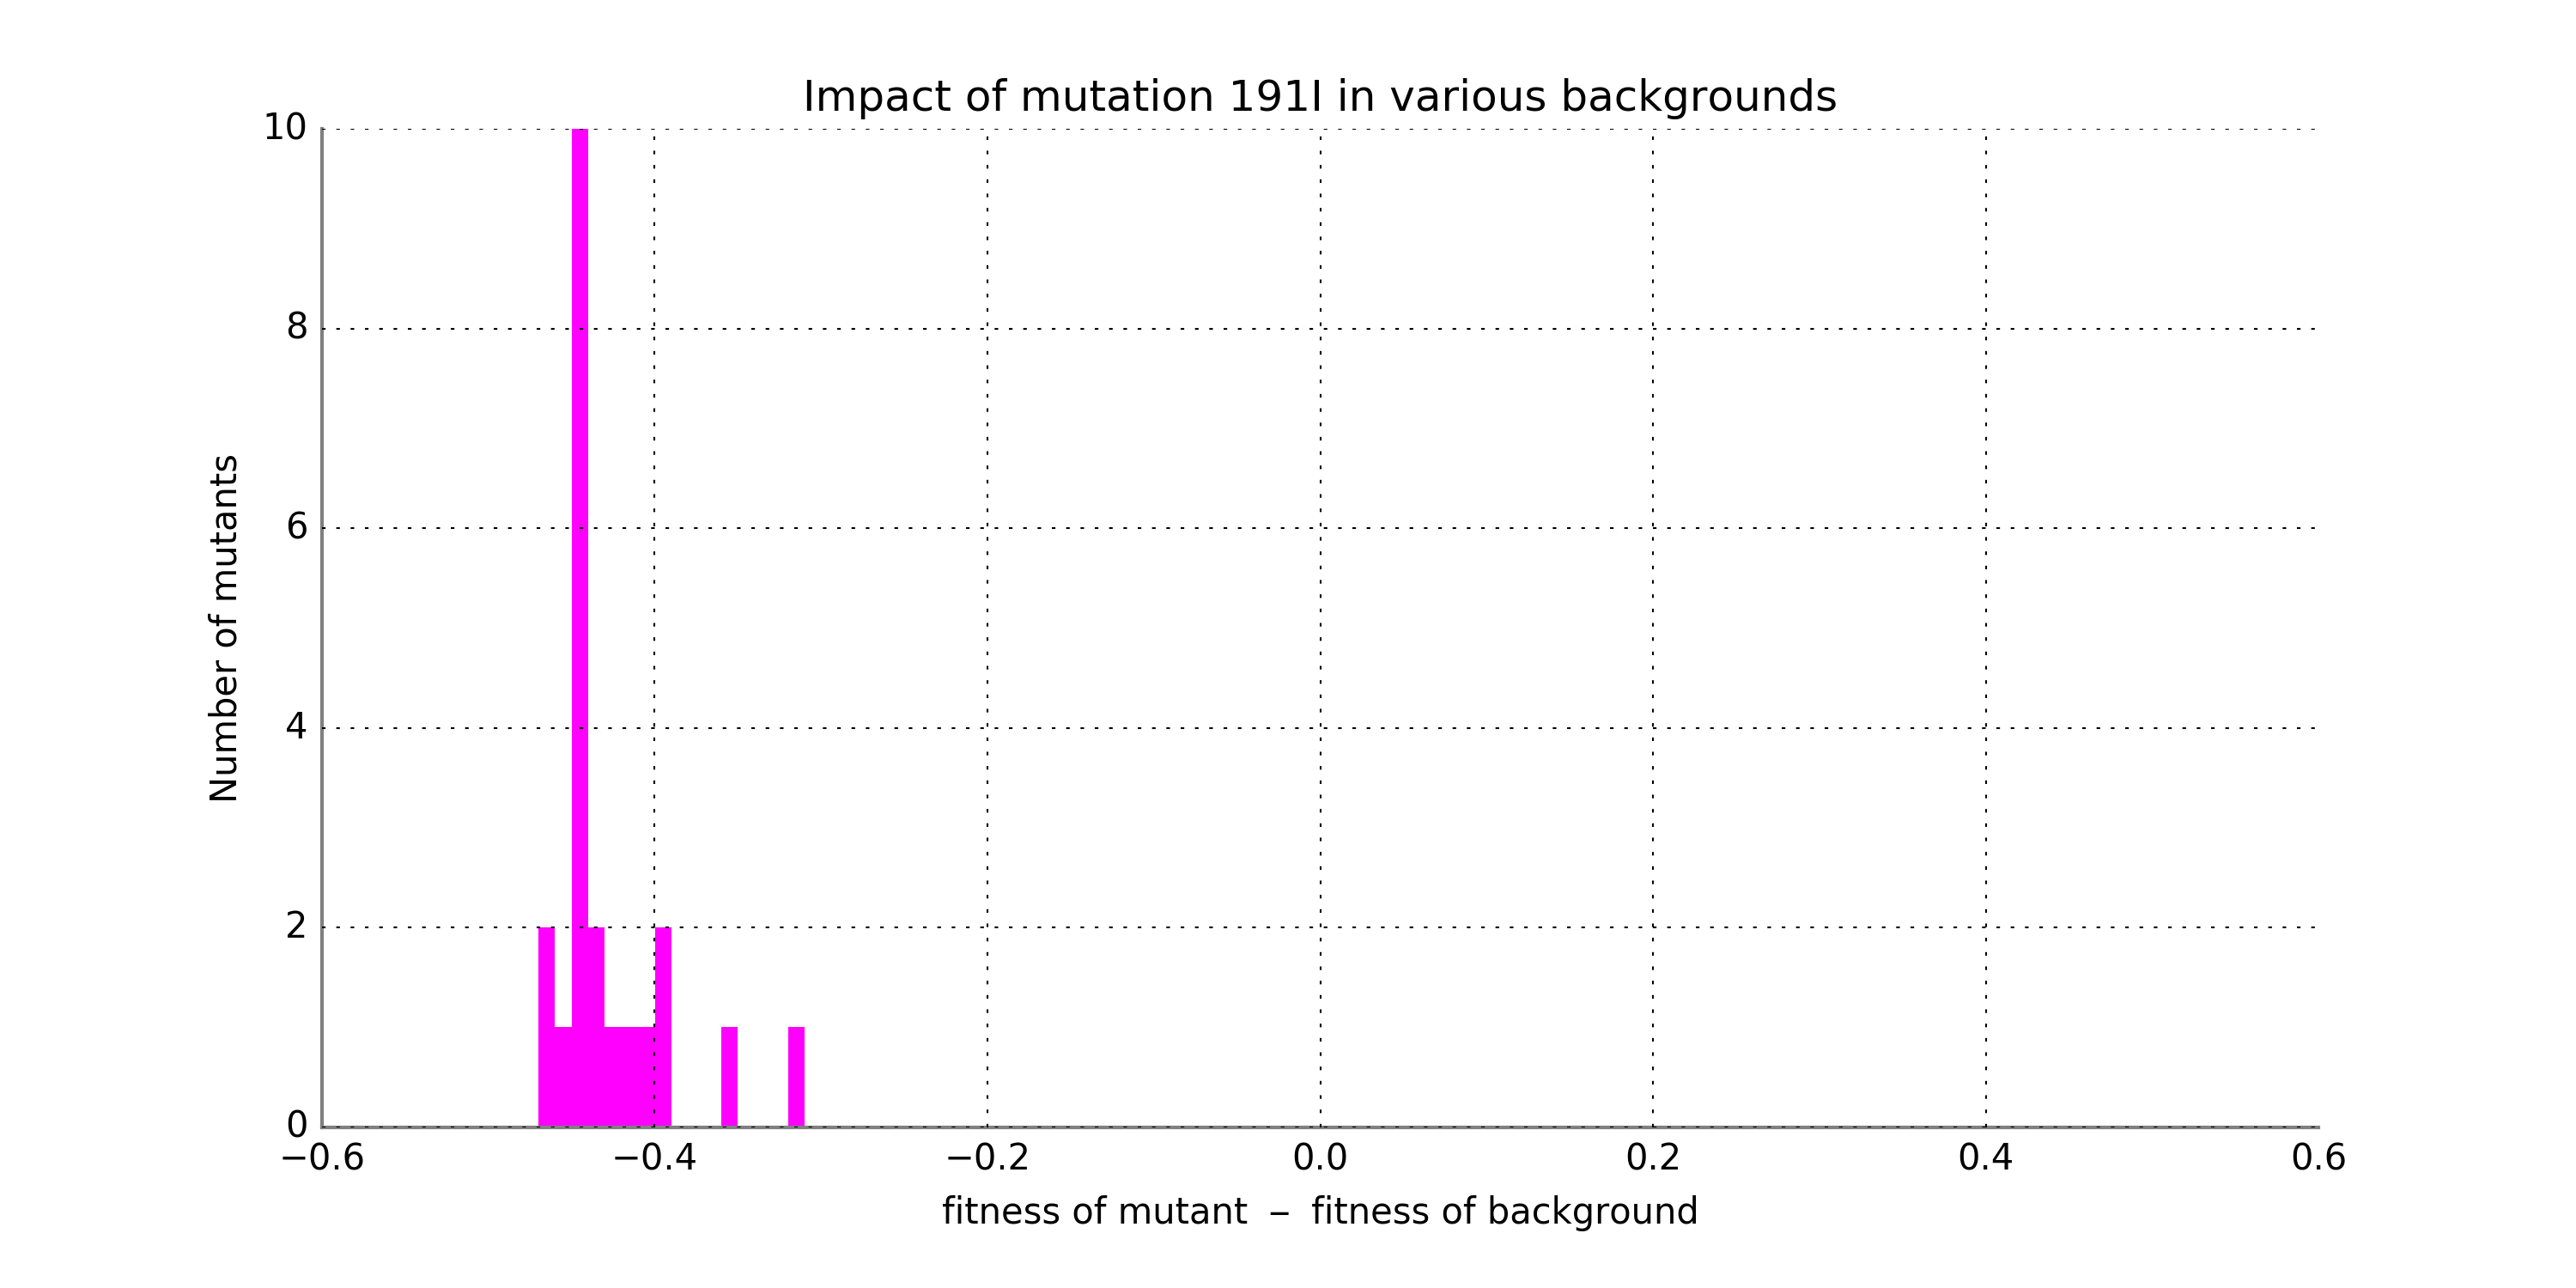 Impact of mutation 191I in various backgrounds
10
8
6
4
2
0
Number of mutants
−0.6 −0.4 −0.2 0.0 0.2 0.4 0.6
fitness of mutant − fitness of background